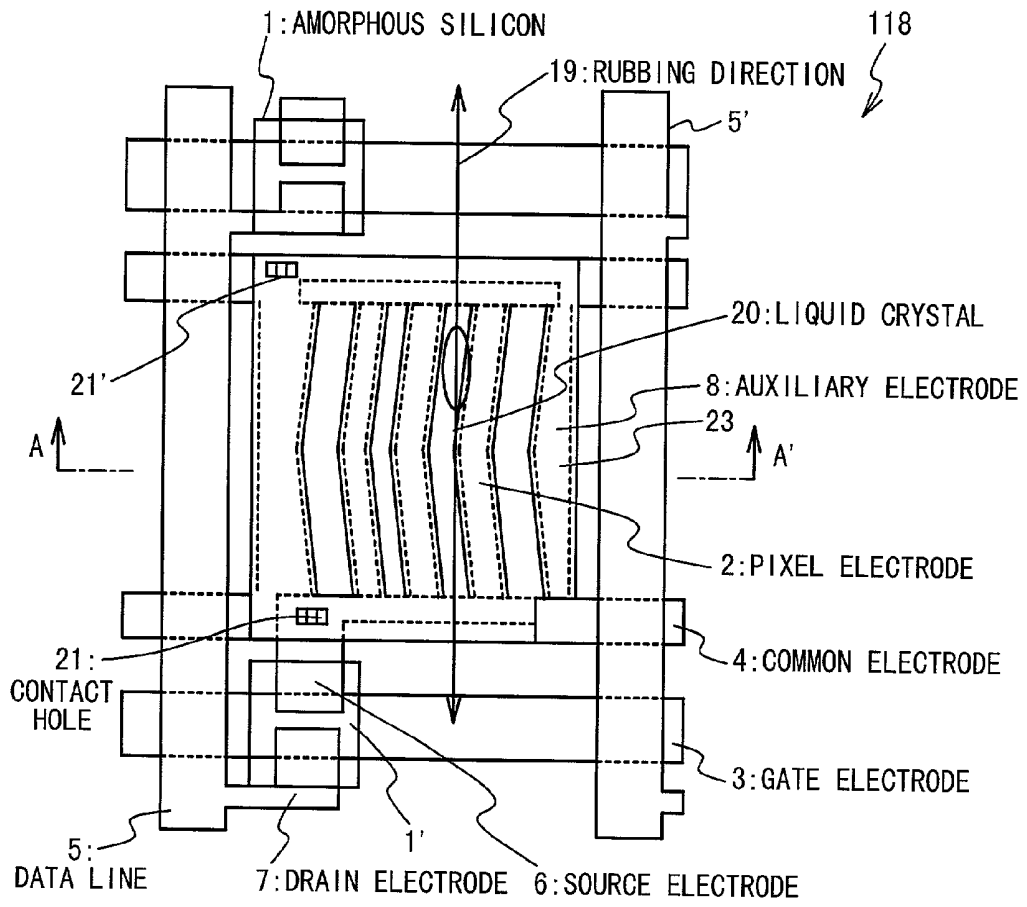 1:AMORPHOUS SILICON
118
19:RUBBING DIRECTION
5'
20:LIQUID CRYSTAL
21'
8:AUXILIARY ELECTRODE
23
A
A'
2:PIXEL ELECTRODE
21:
CONTACT
HOLE
4:COMMON ELECTRODE
3:GATE ELECTRODE
1'
5:
DATA LINE
7:DRAIN ELECTRODE
6:SOURCE ELECTRODE